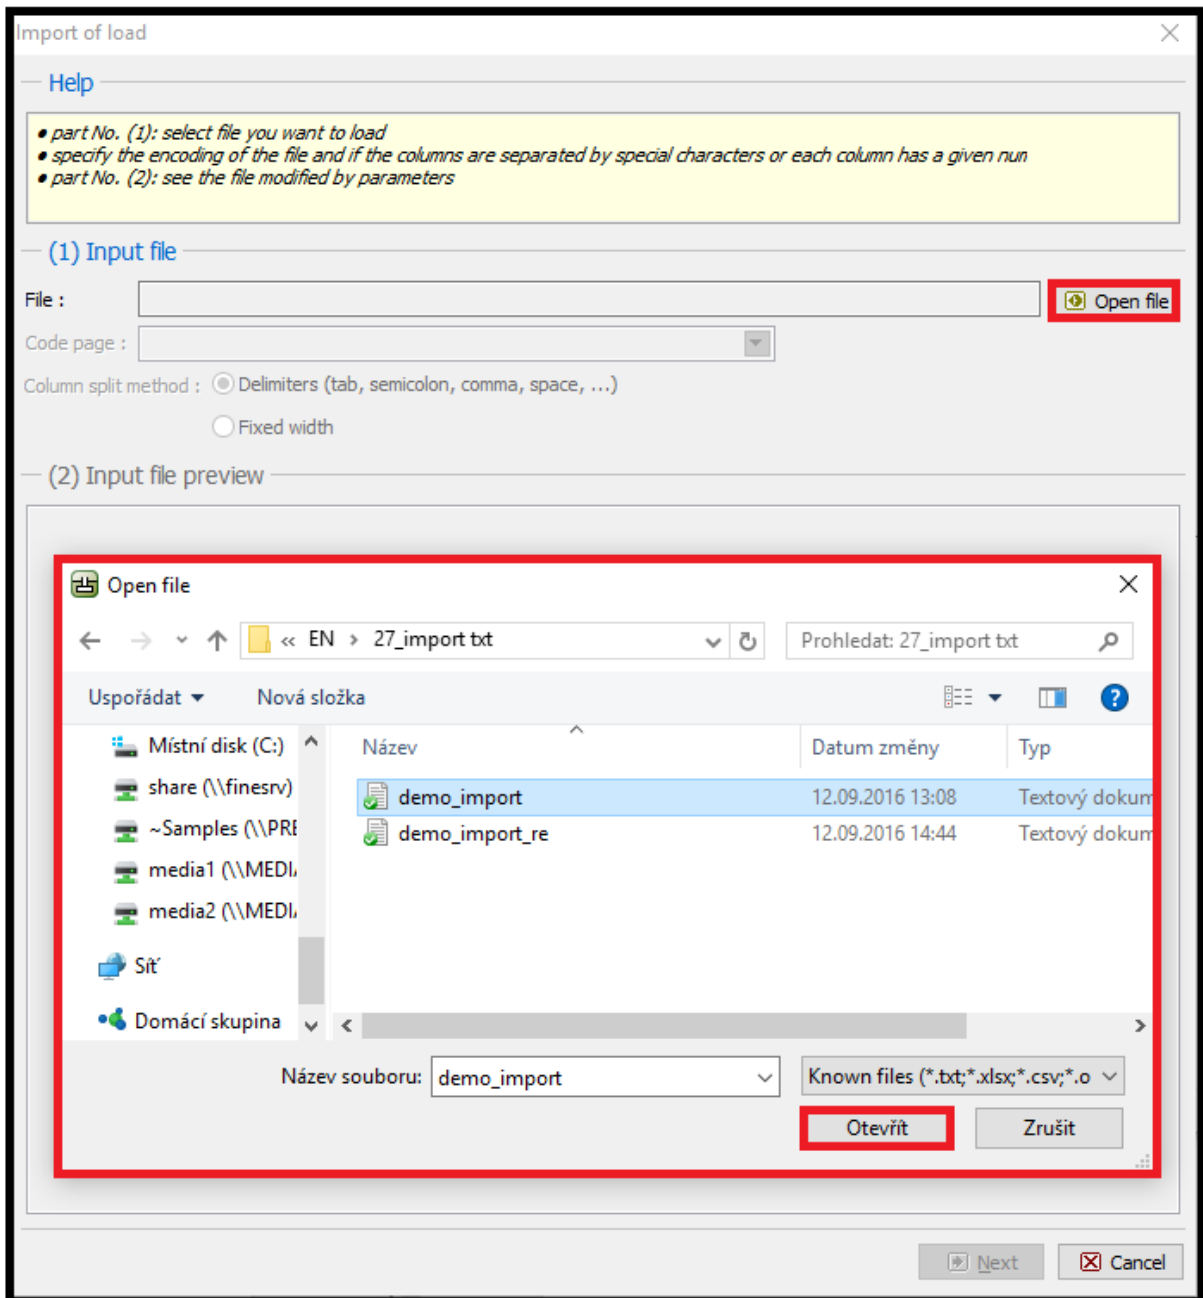 Import of load
Help
• part No. (1): select file you want to load
• specify the encoding of the file and if the columns are separated by special characters or each column has a given nun
• part No. (2): see the file modified by parameters
(1) Input file
File :
Open file
Code page :
Column split method : Delimiters (tab, semicolon, comma, space, ...)
Fixed width
(2) Input file preview
Open file
« EN > 27_import txt
Prohledat: 27_import txt
Uspořádat
Nová složka
Místní disk (C:)
share (\\finesrv)
~Samples (\\PRE
media1 (\\MEDI
media2 (\\MEDI
Síť
Domácí skupina
Název Datum změny Typ
demo_import 12.09.2016 13:08 Textový dokum
demo_import_re 12.09.2016 14:44 Textový dokum
Název souboru: demo_import
Known files (*.txt;*.xlsx;*.csv;*.o
Otevřít Zrušit
Next Cancel